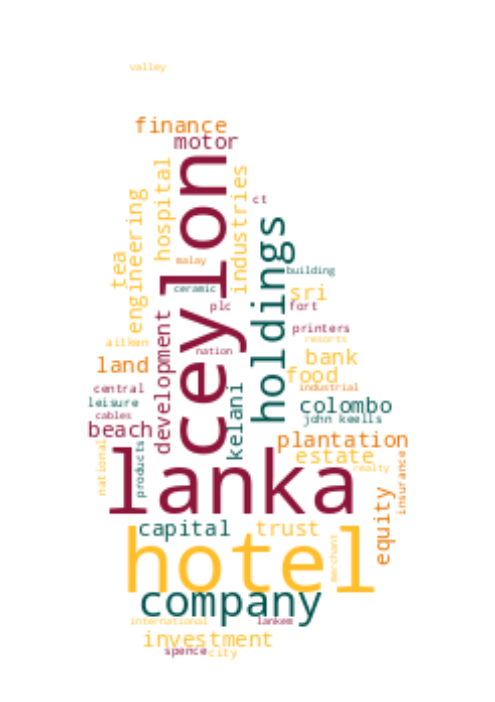 valley
finance
motor
ceylon
hospital
industries
engineering
tea
ct
holdings
malay
building
ceramic
sri
plc
fort
development
printers
aitken
resorts
nation
bank
land
food
central
industrial
kelani
leisure
colombo
cables
john keells
beach
plantation
national
products
estate
lanka
realty
insurance
equity
capital
trust
hotel
merchant
company
international
lankem
investment
spence
city